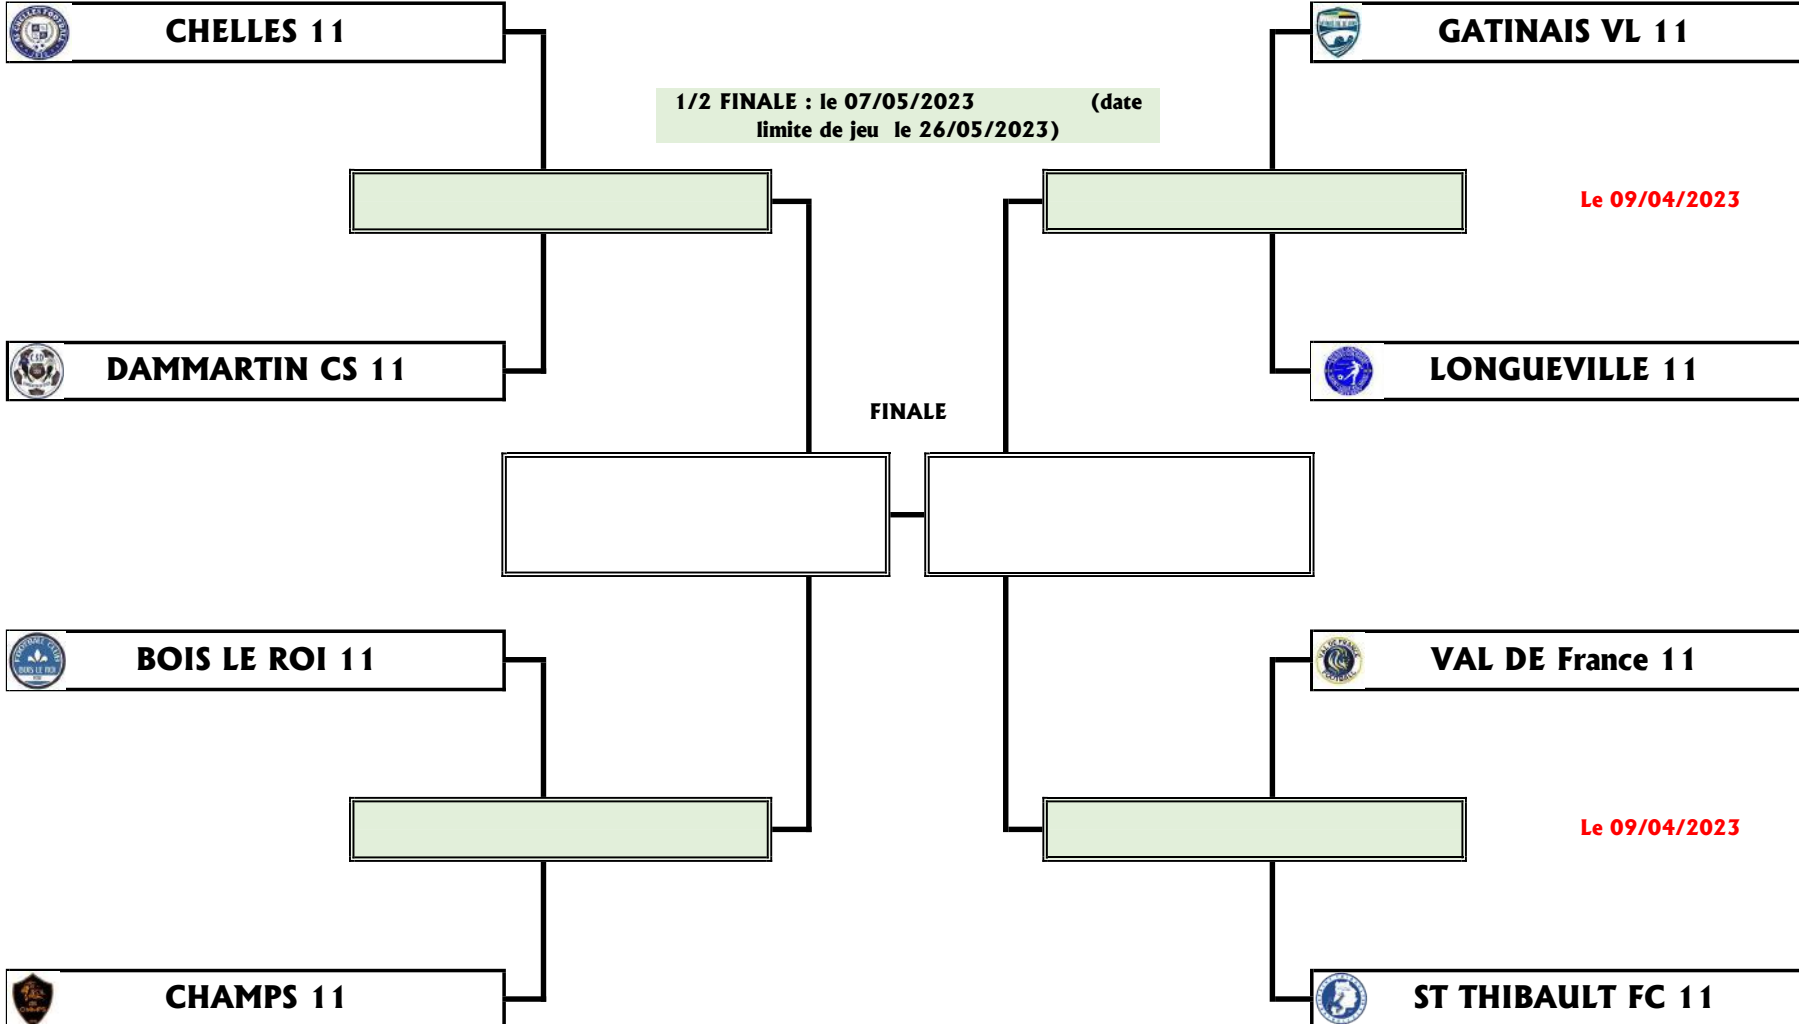 CHELLES 11
GATINAIS VL 11
1/2 FINALE : le 07/05/2023 (date
limite de jeu le 26/05/2023)
Le 09/04/2023
DAMMARTIN CS 11
LONGUEVILLE 11
FINALE
BOIS LE ROI 11
VAL DE France 11
Le 09/04/2023
CHAMPS 11
ST THIBAULT FC 11